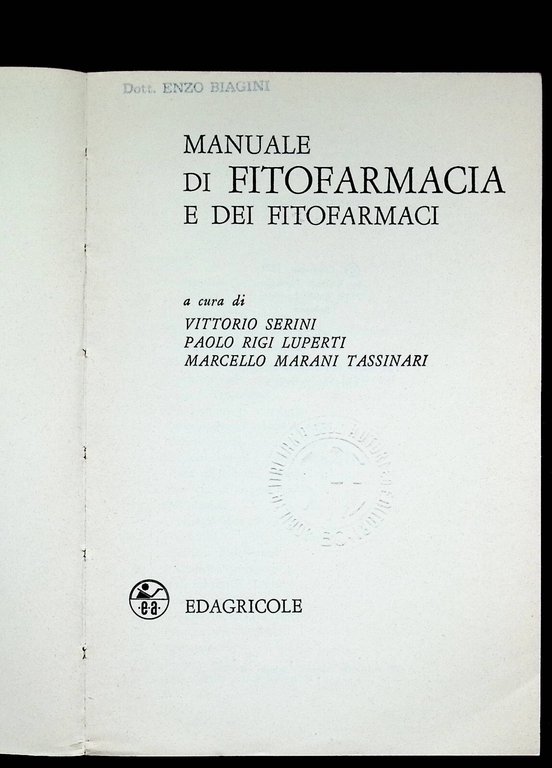 Dott. ENZO BIAGINI
MANUALE
DI FITOFARMACIA
E DEI FITOFARMACI
a cura di
VITTORIO SERINI
PAOLO RIGI LUPERTI
MARCELLO MARANI TASSINARI
e·a
EDAGRICOLE